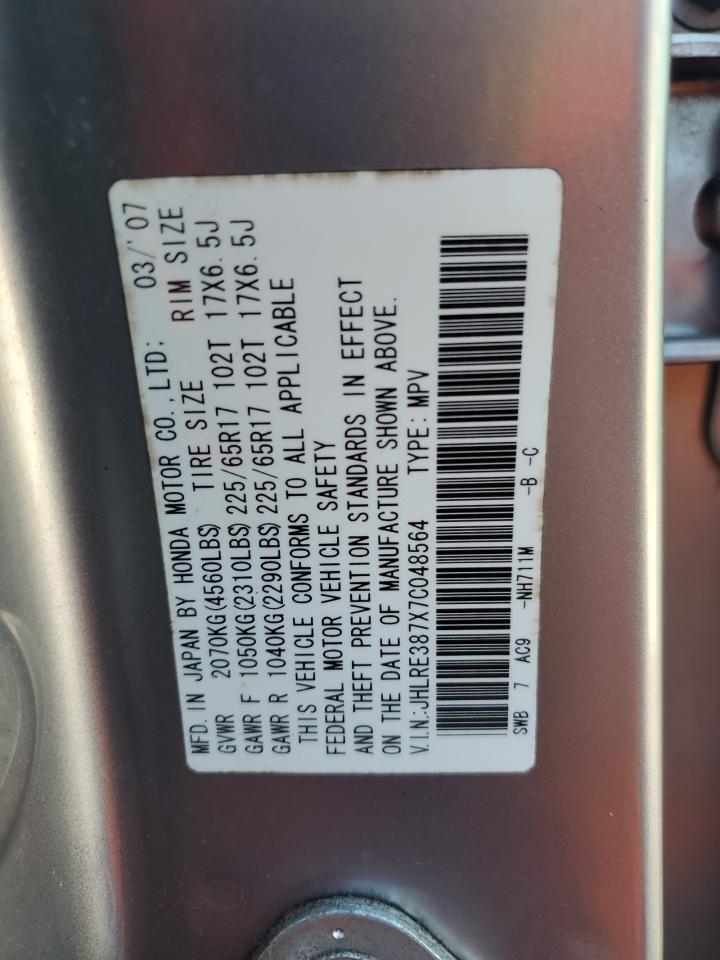 MFD. IN JAPAN BY HONDA MOTOR CO., LTD: 03/'07
GVWR 2070KG(4560LBS) TIRE SIZE RIM SIZE
GAWR F 1050KG(2310LBS) 225/65R17 102T 17X6.5J
GAWR R 1040KG(2290LBS) 225/65R17 102T 17X6.5J
THIS VEHICLE CONFORMS TO ALL APPLICABLE
FEDERAL MOTOR VEHICLE SAFETY
AND THEFT PREVENTION STANDARDS IN EFFECT
ON THE DATE OF MANUFACTURE SHOWN ABOVE.
V.I.N.:JHLRE387X7C048564 TYPE: MPV
SWB 7 AC9 -NH711M -B -C